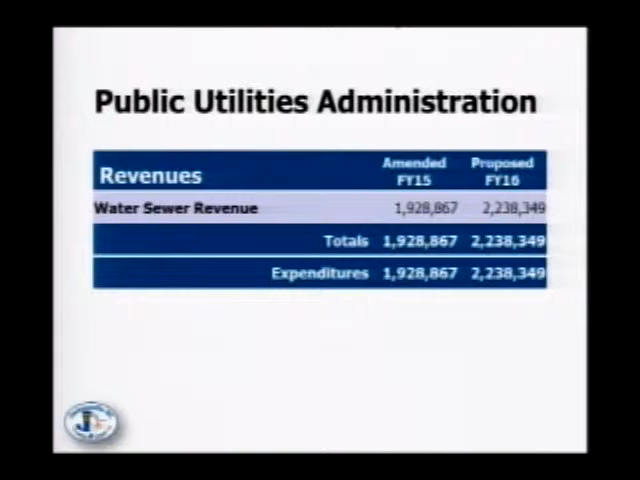 Public Utilities Administration
Revenues Amended FY15 Proposed FY16
Water Sewer Revenue 1,928,867 2,238,349
Totals 1,928,867 2,238,349
Expenditures 1,928,867 2,238,349